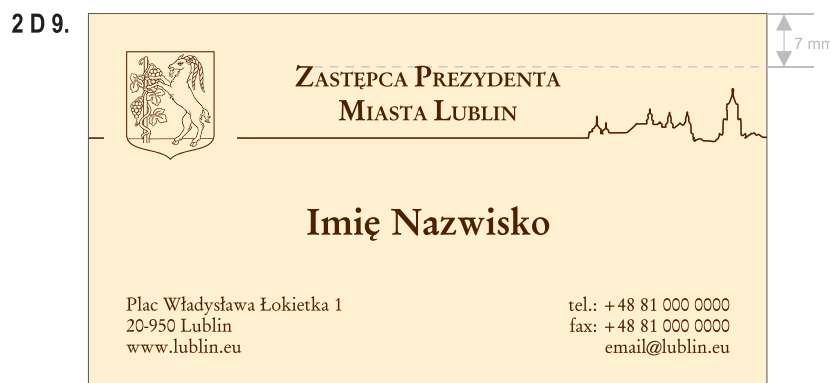 2 D 9.
7 mm
Zastępca Prezydenta
Miasta Lublin
Imię Nazwisko
Plac Władysława Łokietka 1
20-950 Lublin
www.lublin.eu
tel.: +48 81 000 0000
fax: +48 81 000 0000
email@lublin.eu